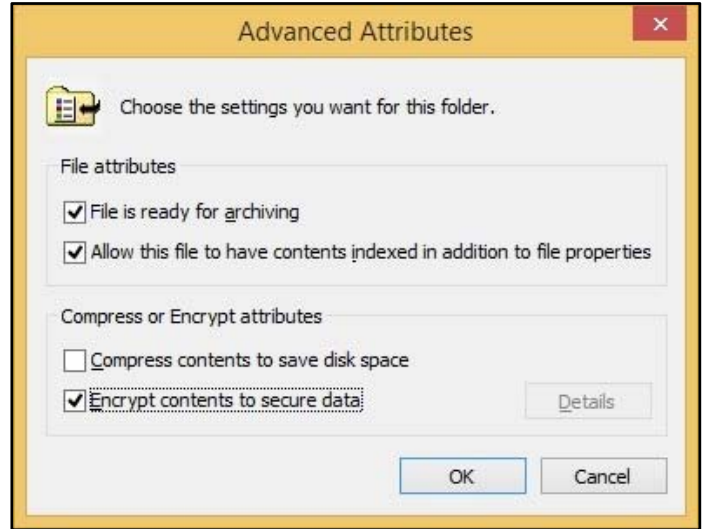 Advanced Attributes
Choose the settings you want for this folder.
File attributes
File is ready for archiving
Allow this file to have contents indexed in addition to file properties
Compress or Encrypt attributes
Compress contents to save disk space
Encrypt contents to secure data
Details
OK
Cancel